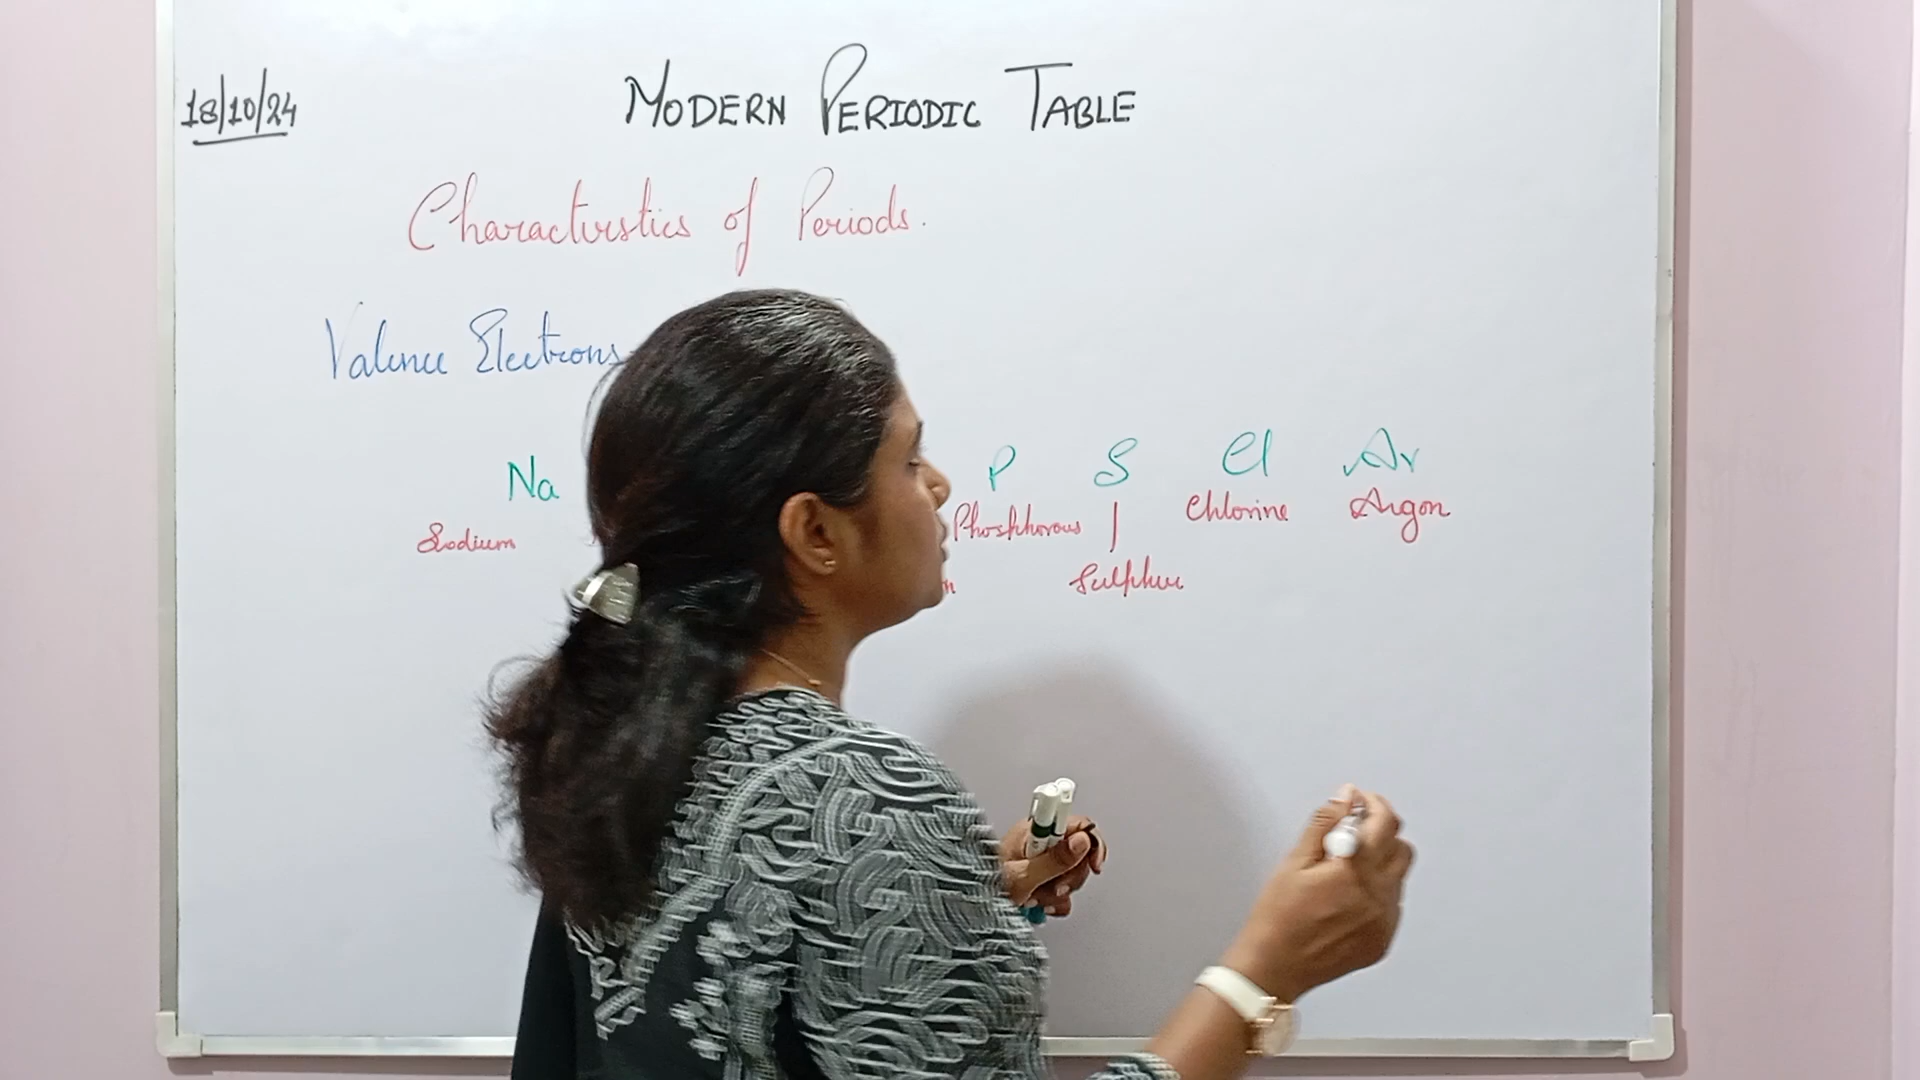 18/10/24
MODERN PERIODIC TABLE
Characteristics of Periods.
Valence Electrons
Na P S Cl Ar
Sodium Phosphorous Chlorine Argon
Sulphur